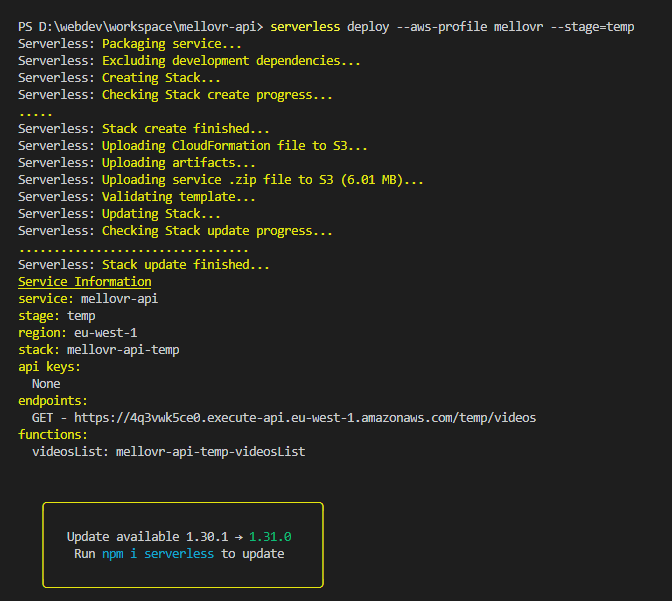 PS D:\webdev\workspace\mellovr-api> serverless deploy --aws-profile mellovr --stage=temp
Serverless: Packaging service...
Serverless: Excluding development dependencies...
Serverless: Creating Stack...
Serverless: Checking Stack create progress...
.....
Serverless: Stack create finished...
Serverless: Uploading CloudFormation file to S3...
Serverless: Uploading artifacts...
Serverless: Uploading service .zip file to S3 (6.01 MB)...
Serverless: Validating template...
Serverless: Updating Stack...
Serverless: Checking Stack update progress...
.................................
Serverless: Stack update finished...
Service Information
service: mellovr-api
stage: temp
region: eu-west-1
stack: mellovr-api-temp
api keys:
  None
endpoints:
  GET - https://4q3vwk5ce0.execute-api.eu-west-1.amazonaws.com/temp/videos
functions:
  videosList: mellovr-api-temp-videosList
Update available 1.30.1 → 1.31.0
Run npm i serverless to update